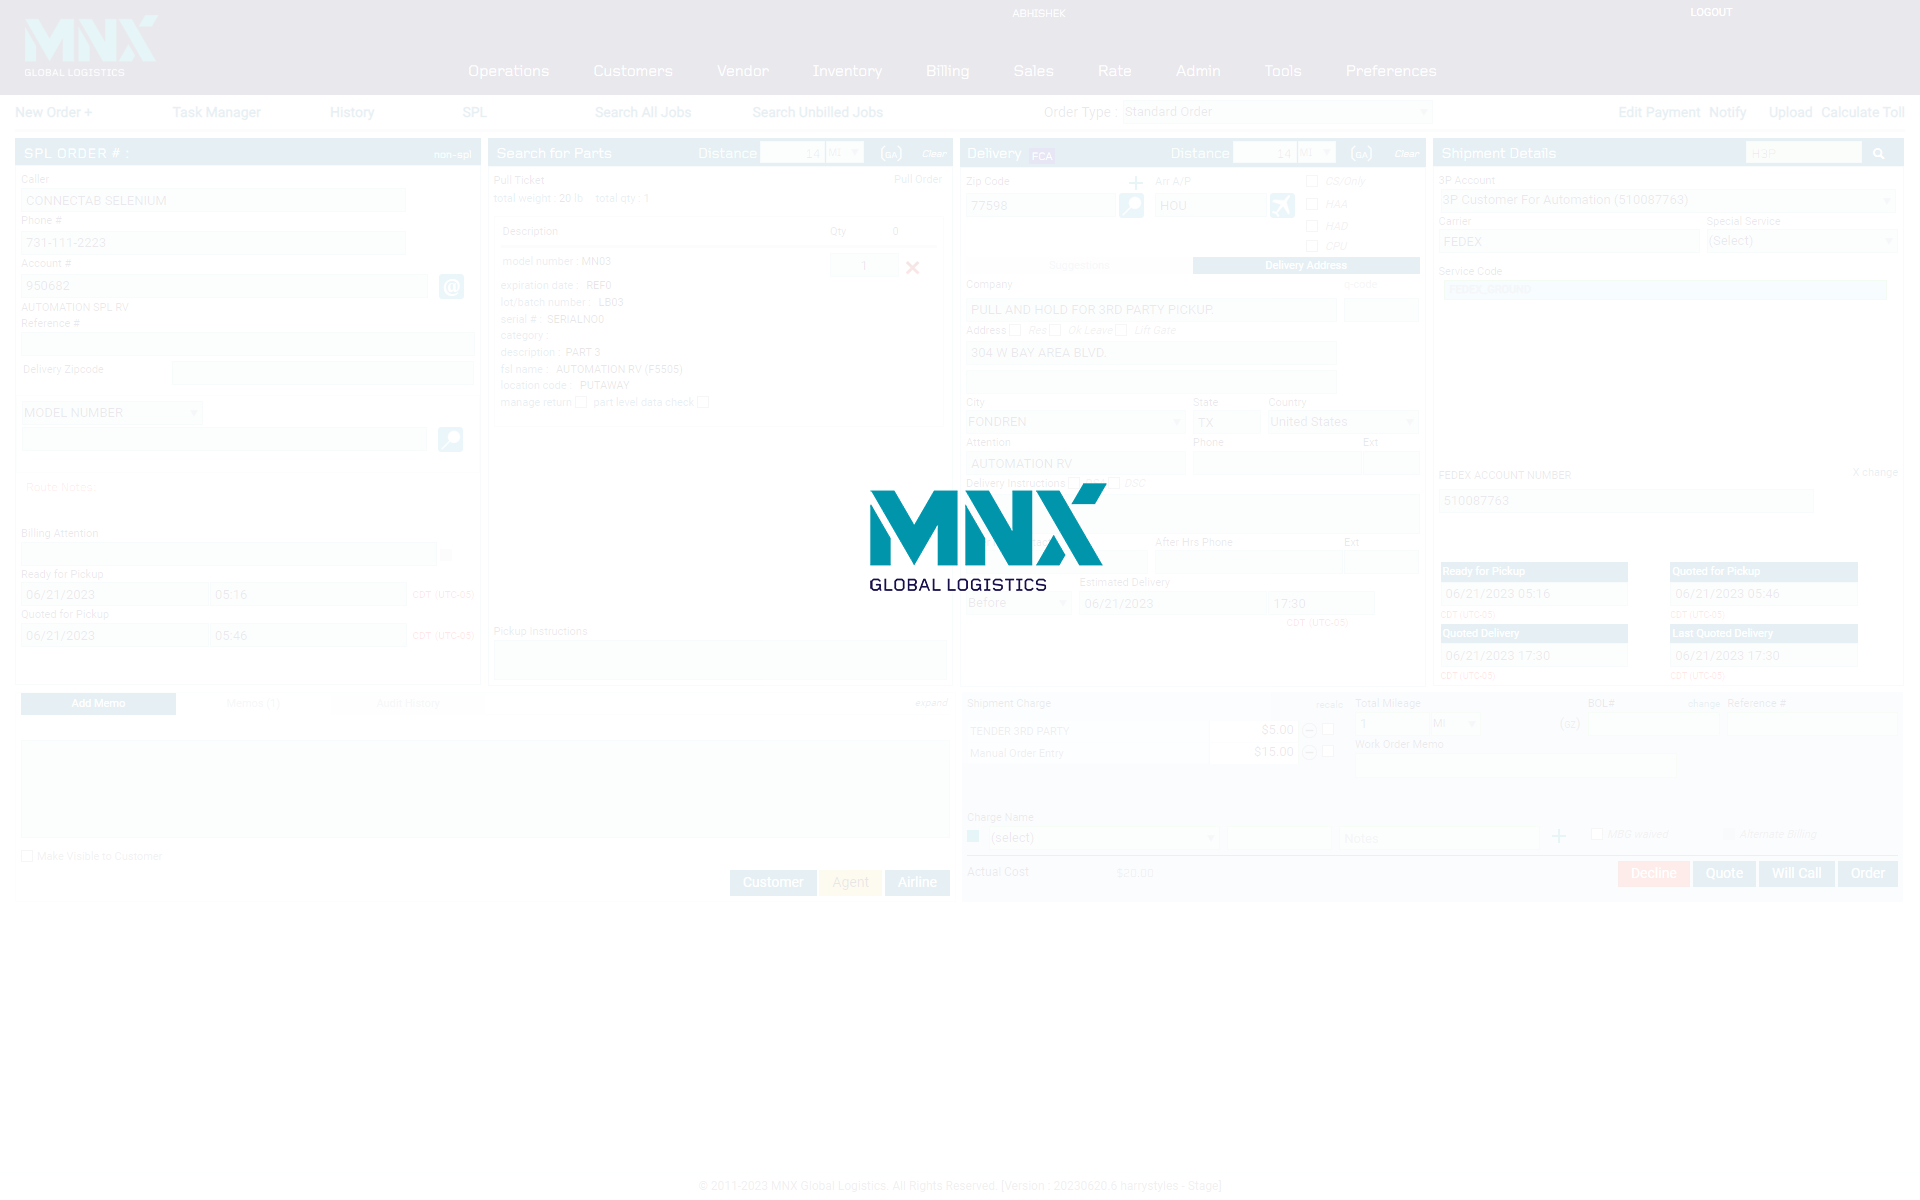 ABHISHEK
LOGOUT
MNX
GLOBAL LOGISTICS
Operations Customers Vendor Inventory Billing Sales Rate Admin Tools Preferences
New Order + Task Manager History SPL Search All Jobs Search Unbilled Jobs Order Type : Standard Order Edit Payment Notify Upload Calculate Toll
SPL ORDER # : non-spl
Caller
CONNECTAB SELENIUM
Phone #
731-111-2223
Account #
950682
@
AUTOMATION SPL RV
Reference #
Delivery Zipcode
MODEL NUMBER
Route Notes:
Billing Attention
Ready for Pickup
06/21/2023 05:16 CDT (UTC-05)
Quoted for Pickup
06/21/2023 05:46 CDT (UTC-05)
Search for Parts Distance 14 Mi Clear
Pull Ticket Pull Order
total weight : 20 lb total qty : 1
Description Qty 0
model number : MN03 1
expiration date : REF0
lot/batch number : LB03
serial # SERIALNO0
category
description : PART 3
fsl name : AUTOMATION RV (F5505)
location code : PUTAWAY
manage return part level data check
Pickup Instructions
Delivery FCA Distance 14 Mi Clear
Zip Code Arr A/P CS/Only
77598 HOU HAA
HAD
CPU
Suggestions Delivery Address
Company
PULL AND HOLD FOR 3RD PARTY PICKUP
Address Res Ok Leave Lift Gate
304 W BAY AREA BLVD.
City State Country
FONDREN TX United States
Attention Phone Ext
AUTOMATION RV
Delivery Instructions DSC
After Hrs Phone Ext
Estimated Delivery
Before 06/21/2023 17:30
CDT (UTC-05)
Shipment Details H3P
3P Account
3P Customer For Automation (510087763)
Carrier Special Service
FEDEX (Select)
Service Code
FEDEX_GROUND
FEDEX ACCOUNT NUMBER X change
510087763
Ready for Pickup Quoted for Pickup
06/21/2023 05:16 06/21/2023 05:46
CDT (UTC-05) CDT (UTC-05)
Quoted Delivery Last Quoted Delivery
06/21/2023 17:30 06/21/2023 17:30
CDT (UTC-05) CDT (UTC-05)
MNX
GLOBAL LOGISTICS
Add Memo Memos (1) Audit History expand
Make Visible to Customer
Customer Agent Airline
Shipment Charge recalc Total Mileage BOL# change Reference #
TENDER 3RD PARTY $5.00 1 Mi (oz)
Manual Order Entry $15.00 Work Order Memo
Charge Name
(select) Notes MBG waived Alternate Billing
Actual Cost $20.00 Decline Quote Will Call Order
© 2011-2023 MNX Global Logistics. All Rights Reserved. [Version : 20230620.6 harrystyles - Stage]